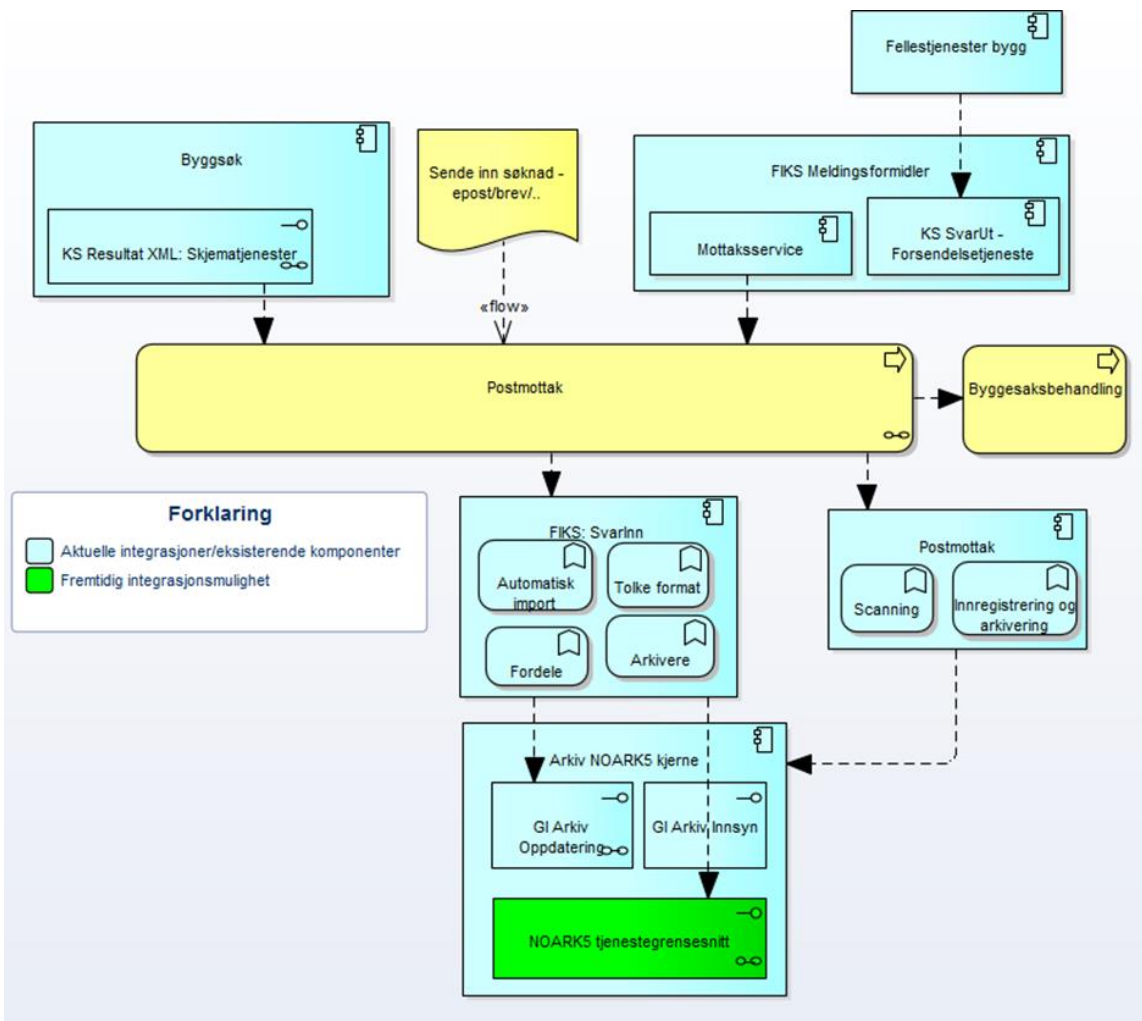 Fellestjenester bygg
Byggsøk
KS Resultat XML: Skjematjenester
Sende inn søknad -
epost/brev/..
FIKS Meldingsformidler
Mottaksservice
KS SvarUt -
Forsendelsetjeneste
«flow»
Postmottak
Byggesaksbehandling
Forklaring
Aktuelle integrasjoner/eksisterende komponenter
Fremtidig integrasjonsmulighet
FIKS: SvarInn
Automatisk
import
Tolke format
Fordele
Arkivere
Postmottak
Scanning
Innregistrering og
arkivering
Arkiv NOARK5 kjerne
GI Arkiv
Oppdatering
GI Arkiv Innsyn
NOARK5 tjenestegrensesnitt